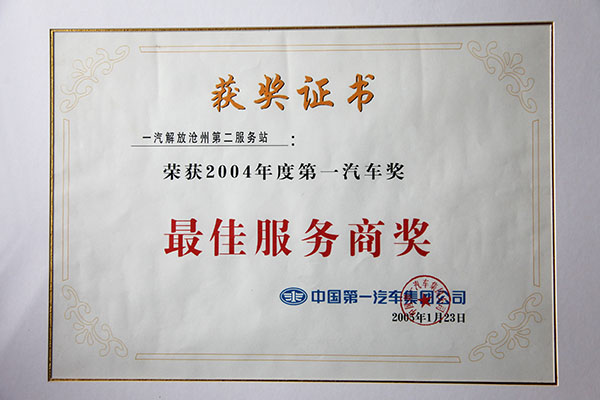 获奖证书
一汽解放沧州第二服务站:
荣获2004年度第一汽车奖
最佳服务商奖
中国第一汽车集团公司
2005年1月23日